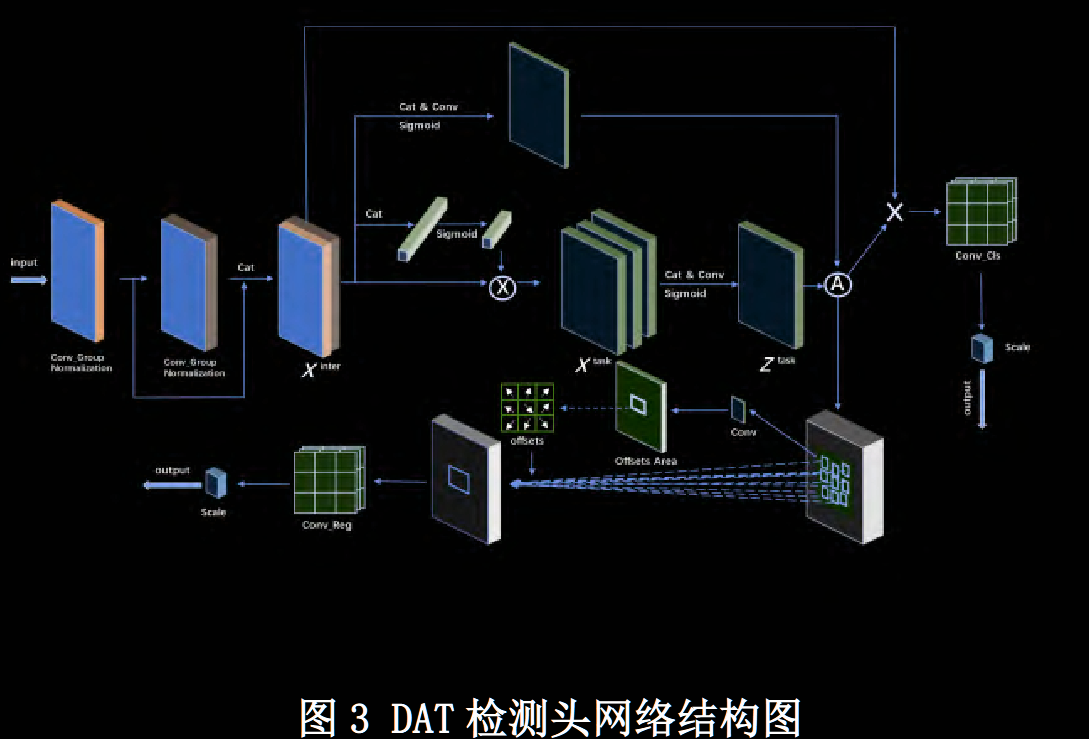 Cat & Conv
Sigmoid
Cat
Sigmoid
X
input
Cat
X
Conv_Group
Normalization
Conv_Group
Normalization
X inter
X task
Cat & Conv
Sigmoid
Z task
A
Conv_Cls
Scale
output
offsets
Offsets Area
Conv
output
Scale
Conv_Reg
图 3 DAT 检测头网络结构图